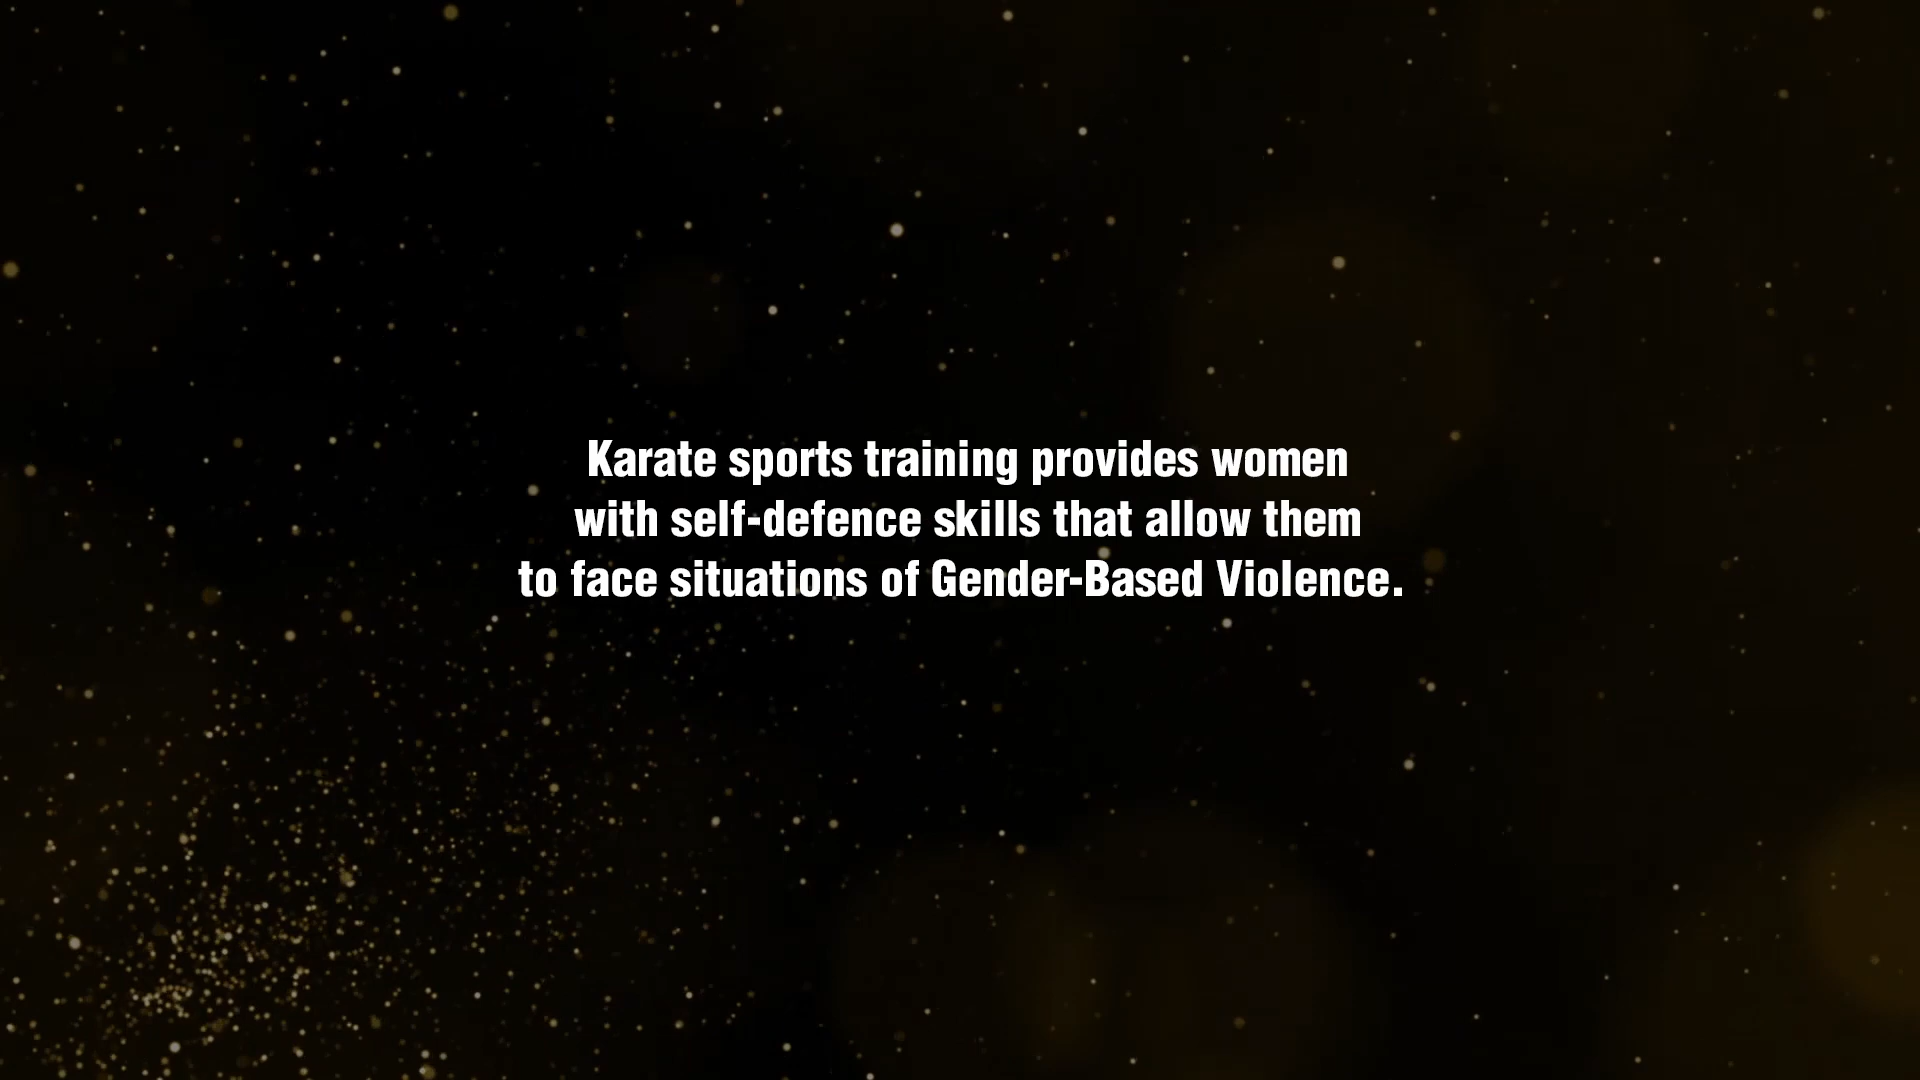 Karate sports training provides women
with self-defence skills that allow them
to face situations of Gender-Based Violence.